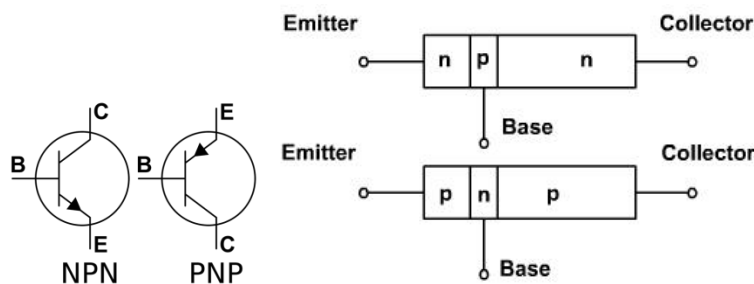 C
B
E
NPN
E
B
C
PNP
Emitter
Collector
n p n
Base
Emitter
Collector
p n p
Base